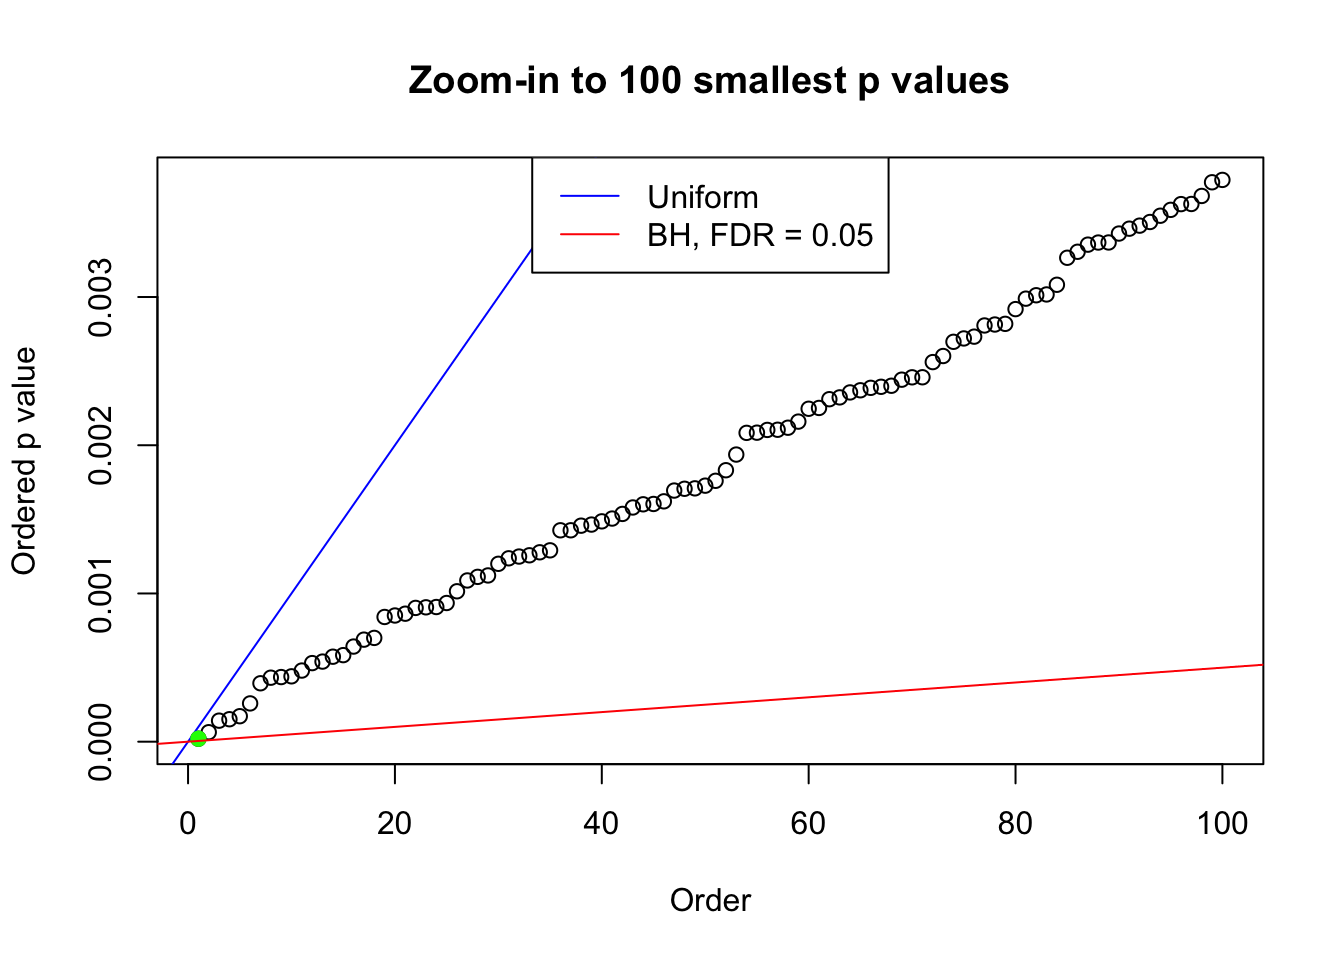 Zoom-in to 100 smallest p values
Uniform
BH, FDR = 0.05
Ordered p value
0.003
0.002
0.001
0.000
0 20 40 60 80 100
Order